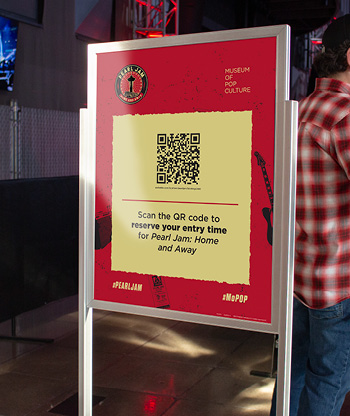 PEARL JAM
MUSEUM
OF
POP
CULTURE
Scan the QR code to
reserve your entry time
for Pearl Jam: Home
and Away
#PEARLJAM
#MoPOP